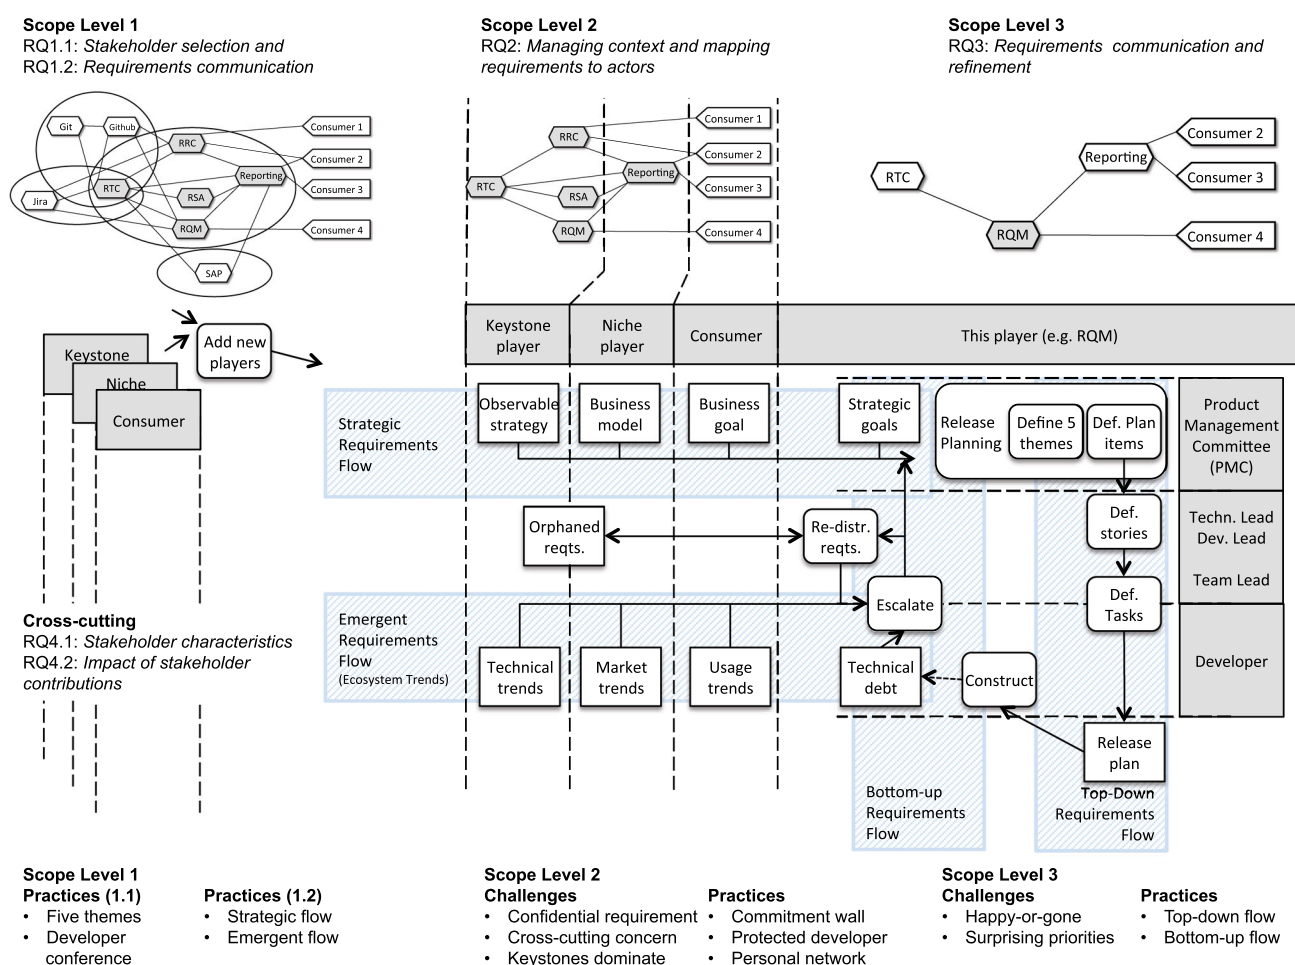 Scope Level 1
RQ1.1: Stakeholder selection and
RQ1.2: Requirements communication
Scope Level 2
RQ2: Managing context and mapping
requirements to actors
Scope Level 3
RQ3: Requirements communication and
refinement
Git
Github
RRC
RTC
RSA
Reporting
Jira
RQM
SAP
Consumer 1
Consumer 2
Consumer 3
Consumer 4
RRC
RTC
RSA
Reporting
RQM
Consumer 1
Consumer 2
Consumer 3
Consumer 4
RTC
Reporting
RQM
Consumer 2
Consumer 3
Consumer 4
Keystone
Niche
Consumer
Add new
players
Keystone
player
Niche
player
Consumer
This player (e.g. RQM)
Strategic
Requirements
Flow
Observable
strategy
Business
model
Business
goal
Strategic
goals
Release
Planning
Define 5
themes
Def. Plan
items
Product
Management
Committee
(PMC)
Orphaned
reqts.
Re-distr.
reqts.
Def.
stories
Techn. Lead
Dev. Lead
Team Lead
Emergent
Requirements
Flow
(Ecosystem Trends)
Escalate
Def.
Tasks
Technical
trends
Market
trends
Usage
trends
Technical
debt
Construct
Developer
Release
plan
Bottom-up
Requirements
Flow
Top-Down
Requirements
Flow
Cross-cutting
RQ4.1: Stakeholder characteristics
RQ4.2: Impact of stakeholder
contributions
Scope Level 1
Practices (1.1)
• Five themes
• Developer
conference
Practices (1.2)
• Strategic flow
• Emergent flow
Scope Level 2
Challenges
• Confidential requirement
• Cross-cutting concern
• Keystones dominate
Practices
• Commitment wall
• Protected developer
• Personal network
Scope Level 3
Challenges
• Happy-or-gone
• Surprising priorities
Practices
• Top-down flow
• Bottom-up flow